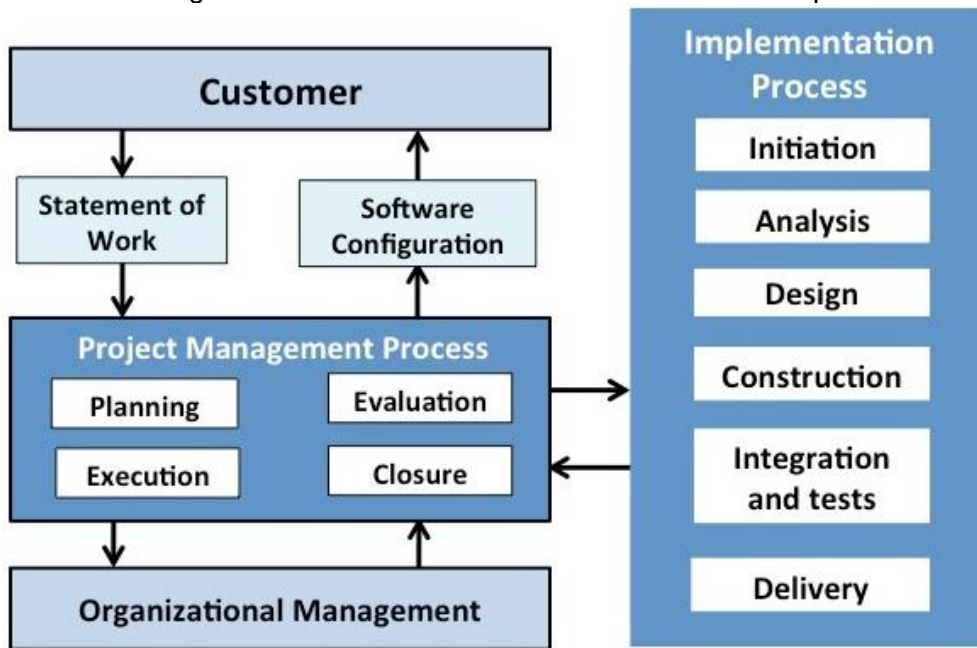 Customer
Statement of
Work
Software
Configuration
Project Management Process
Planning
Evaluation
Execution
Closure
Organizational Management
Implementation
Process
Initiation
Analysis
Design
Construction
Integration
and tests
Delivery